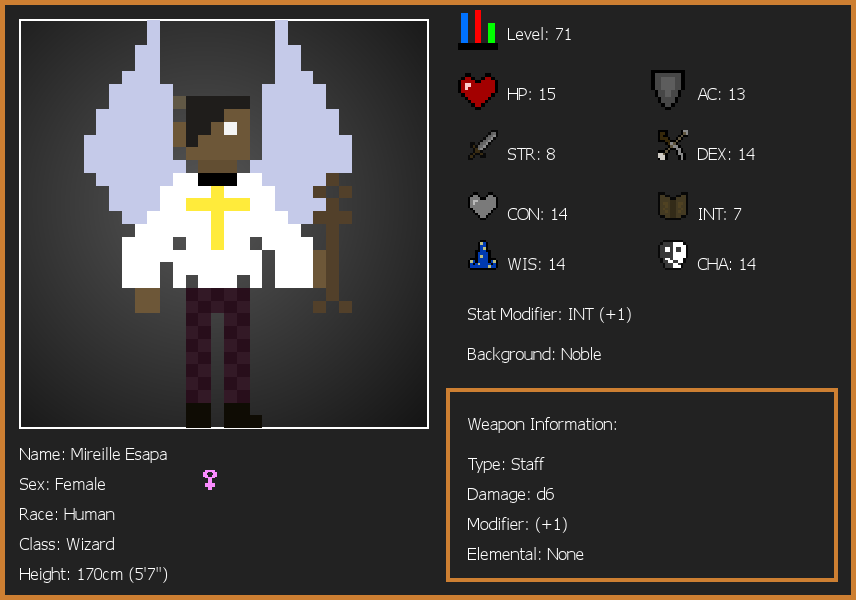 Level: 71
HP: 15
AC: 13
STR: 8
DEX: 14
CON: 14
INT: 7
WIS: 14
CHA: 14
Stat Modifier: INT (+1)
Background: Noble
Weapon Information:
Type: Staff
Damage: d6
Modifier: (+1)
Elemental: None
Name: Mireille Esapa
Sex: Female
Race: Human
Class: Wizard
Height: 170cm (5'7")